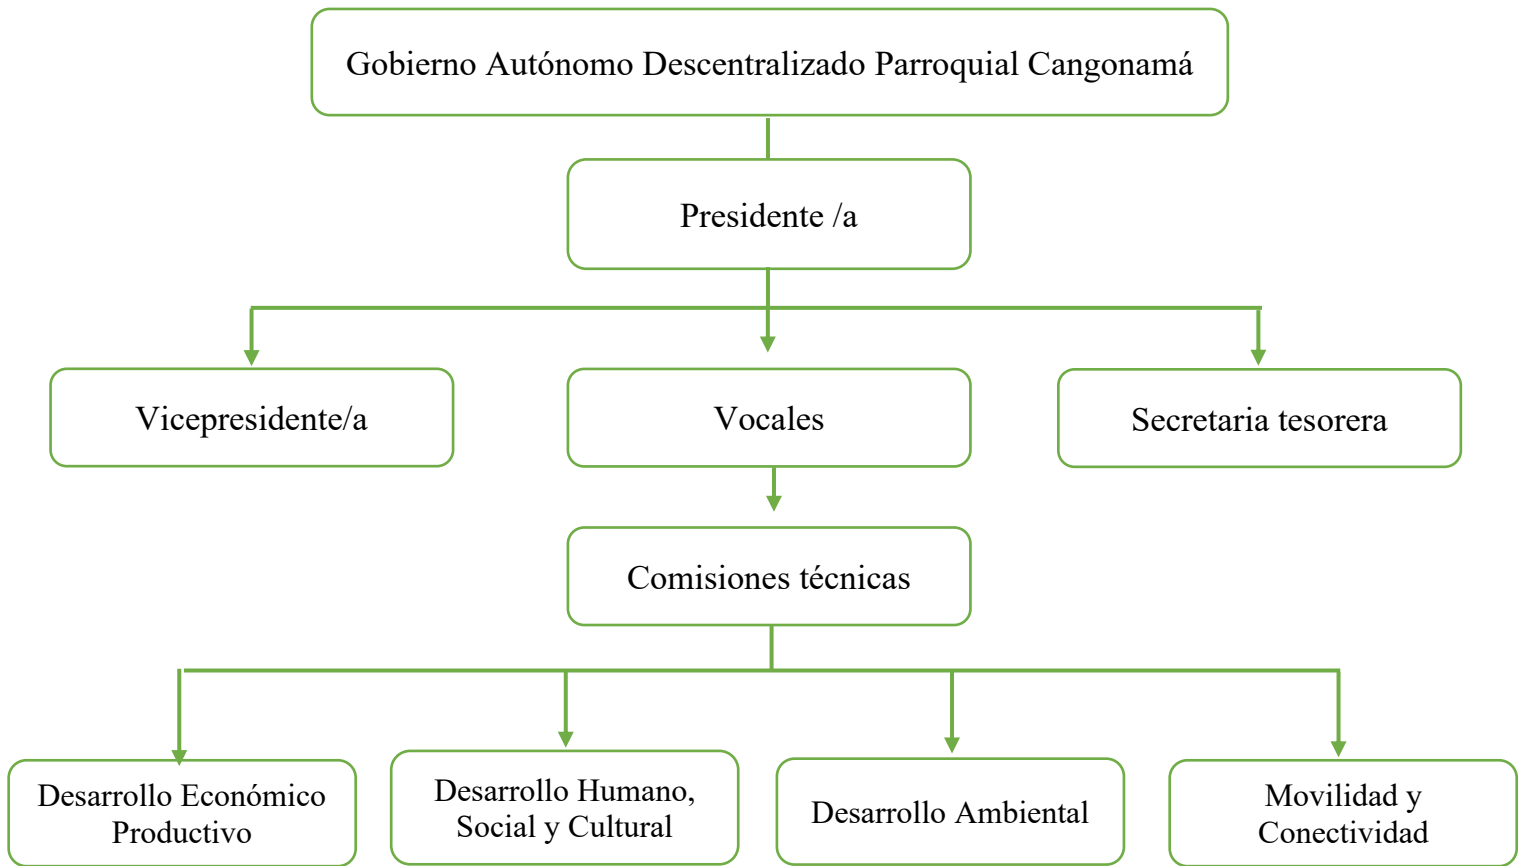 Gobierno Autónomo Descentralizado Parroquial Cangonamá
Presidente /a
Vicepresidente/a
Vocales
Secretaria tesorera
Comisiones técnicas
Desarrollo Económico
Productivo
Desarrollo Humano,
Social y Cultural
Desarrollo Ambiental
Movilidad y
Conectividad